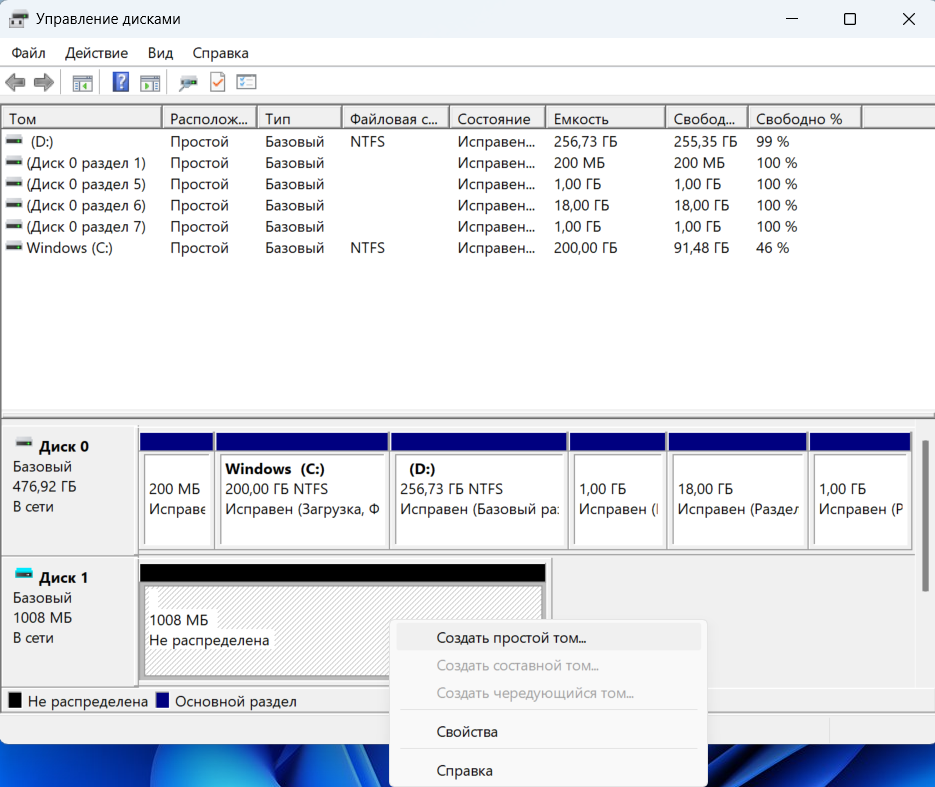 Управление дисками
Файл Действие Вид Справка
Том Располож... Тип Файловая с... Состояние Емкость Свобод... Свободно %
(D:) Простой Базовый NTFS Исправен... 256,73 ГБ 255,35 ГБ 99 %
(Диск 0 раздел 1) Простой Базовый Исправен... 200 МБ 200 МБ 100 %
(Диск 0 раздел 5) Простой Базовый Исправен... 1,00 ГБ 1,00 ГБ 100 %
(Диск 0 раздел 6) Простой Базовый Исправен... 18,00 ГБ 18,00 ГБ 100 %
(Диск 0 раздел 7) Простой Базовый Исправен... 1,00 ГБ 1,00 ГБ 100 %
Windows (C:) Простой Базовый NTFS Исправен... 200,00 ГБ 91,48 ГБ 46 %
Диск 0
Базовый
476,92 ГБ
В сети
200 МБ
Исправе
Windows (C:)
200,00 ГБ NTFS
Исправен (Загрузка, Ф
(D:)
256,73 ГБ NTFS
Исправен (Базовый ра:
1,00 ГБ
Исправен (І
18,00 ГБ
Исправен (Раздел
1,00 ГБ
Исправен (Р
Диск 1
Базовый
1008 МБ
В сети
1008 МБ
Не распределена
Создать простой том...
Создать составной том...
Создать чередующийся том...
Свойства
Справка
Не распределена Основной раздел